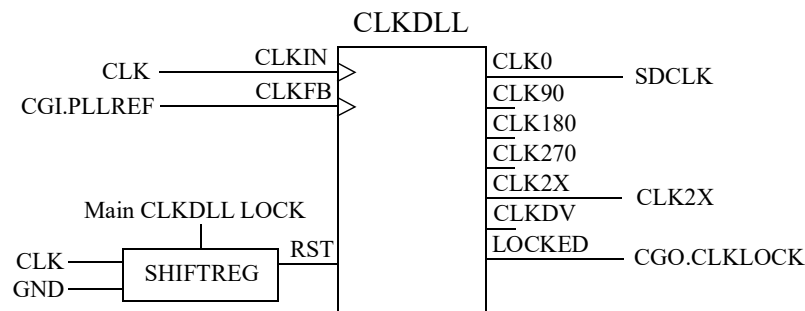 CLKDLL
CLK
CLKIN
CLK0
SDCLK
CGI.PLLREF
CLKFB
CLK90
CLK180
CLK270
CLK2X
CLK2X
Main CLKDLL LOCK
CLKDV
CLK
SHIFTREG
RST
LOCKED
CGO.CLKLOCK
GND